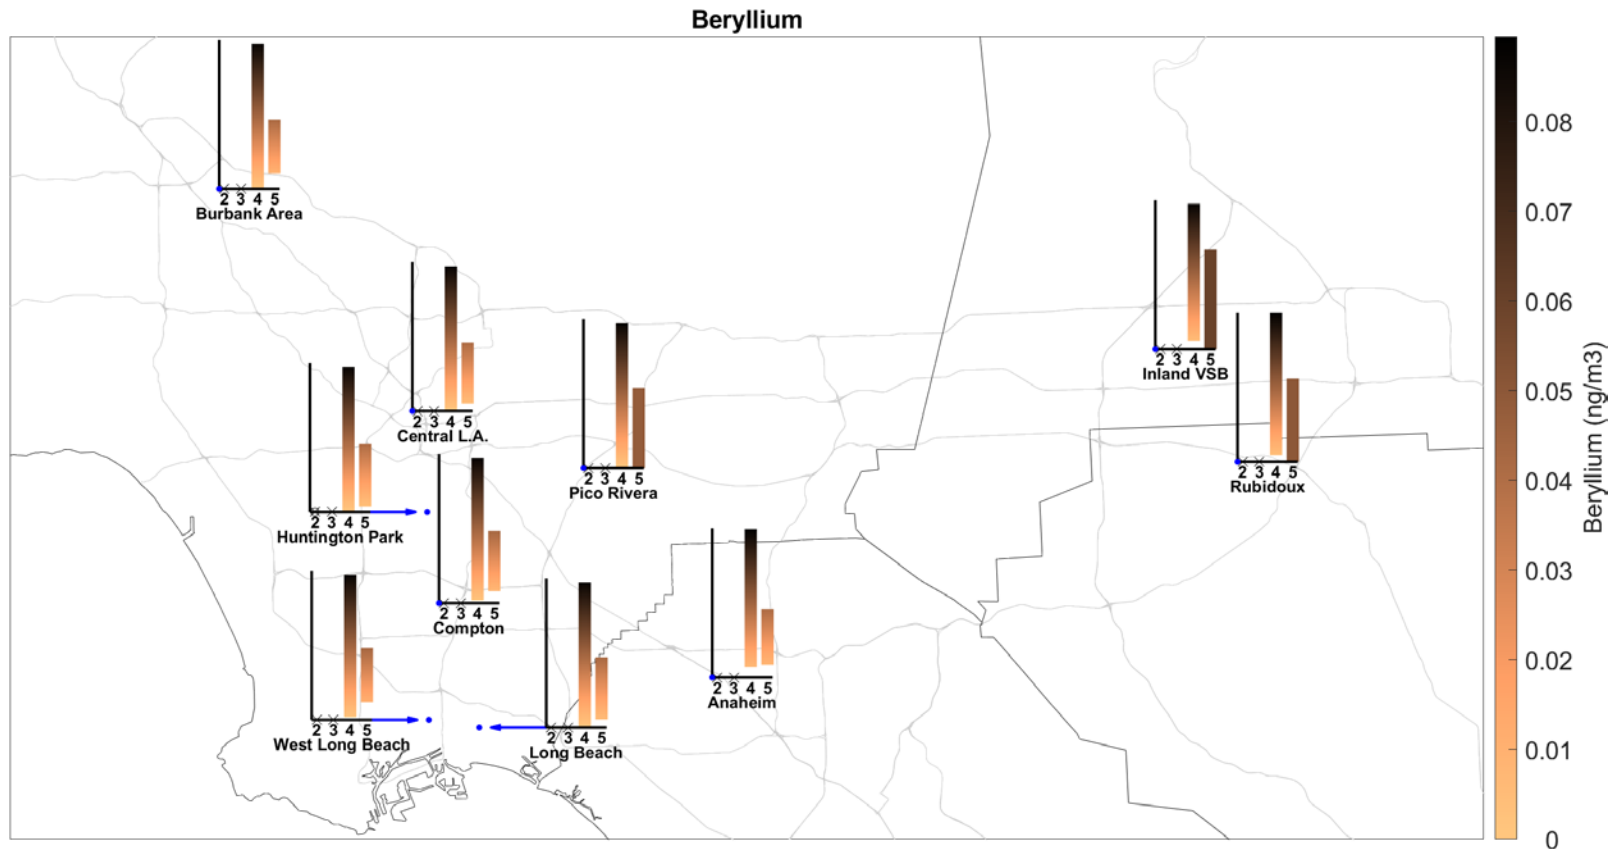 Beryllium
2 3 4 5
Burbank Area
2 3 4 5
Central L.A.
2 3 4 5
Inland VSB
2 3 4 5
Pico Rivera
2 3 4 5
Rubidoux
2 3 4 5
Huntington Park
2 3 4 5
Compton
2 3 4 5
Anaheim
2 3 4 5
West Long Beach
2 3 4 5
Long Beach
0.08
0.07
0.06
0.05
0.04
0.03
0.02
0.01
0
Beryllium (ng/m3)